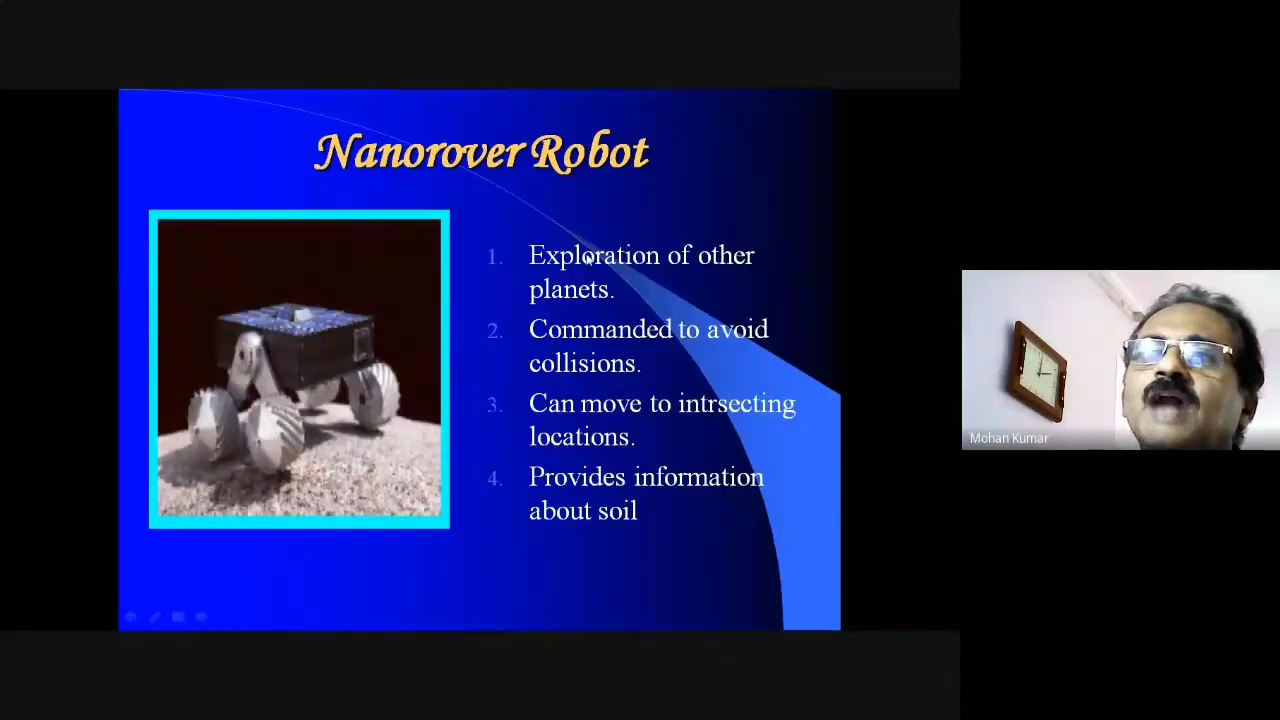 Nanorover Robot
1. Exploration of other
planets.
2. Commanded to avoid
collisions.
3. Can move to intrsecting
locations.
4. Provides information
about soil
Mohan Kumar